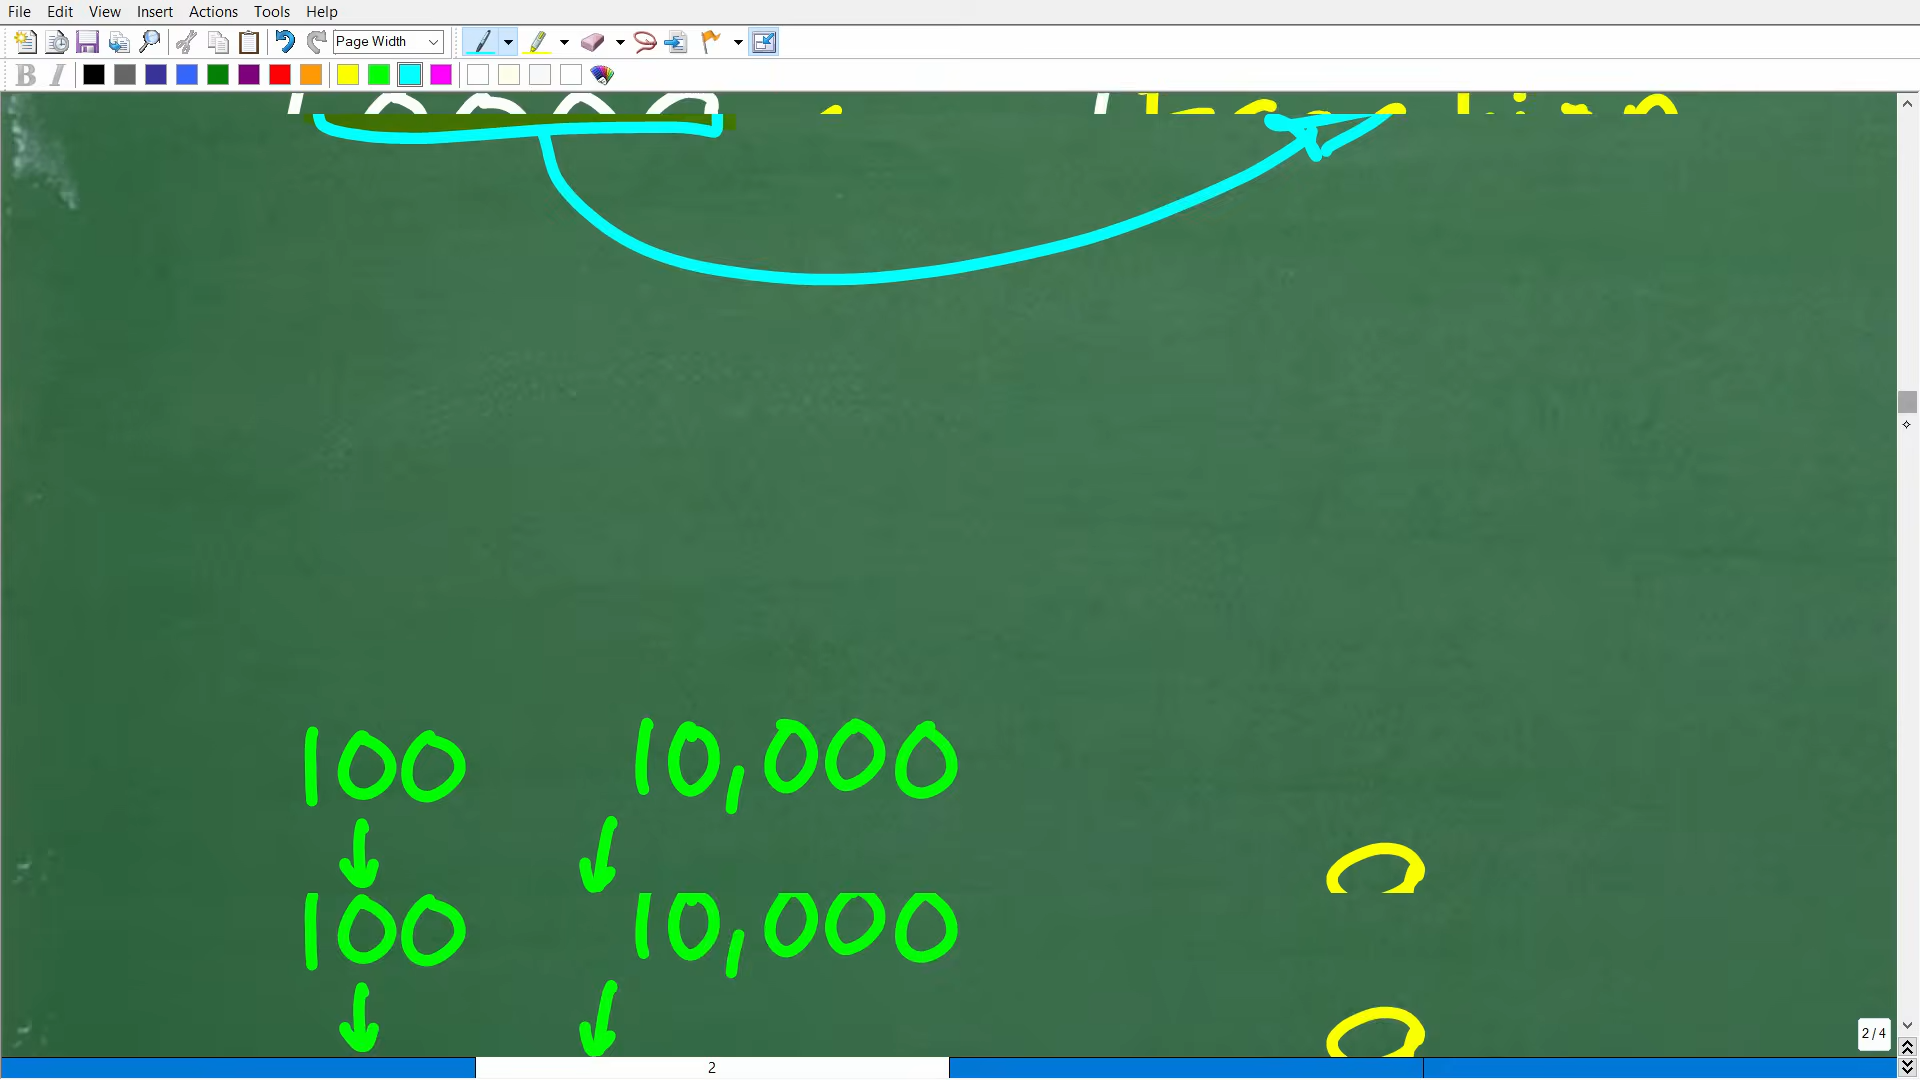 File Edit View Insert Actions Tools Help
Page Width
B I
100 10,000
100 10,000
2 / 4
2